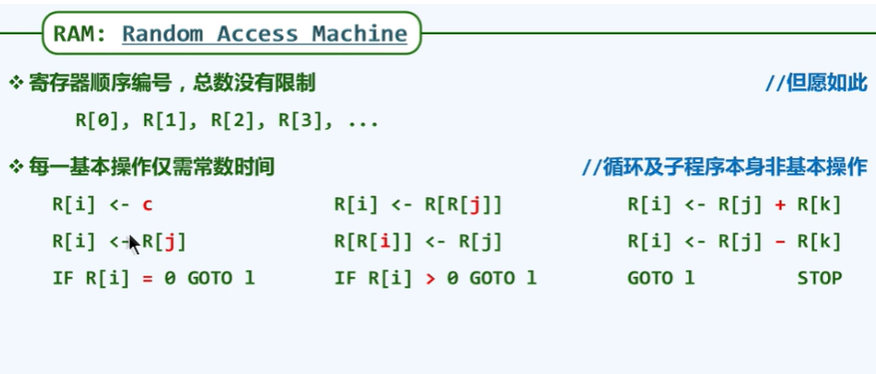 RAM: Random Access Machine
❖ 寄存器顺序编号，总数没有限制 //但愿如此
R[0], R[1], R[2], R[3], ...
❖ 每一基本操作仅需常数时间 //循环及子程序本身非基本操作
R[i] <- c R[i] <- R[R[j]] R[i] <- R[j] + R[k]
R[i] <- R[j] R[R[i]] <- R[j] R[i] <- R[j] - R[k]
IF R[i] = 0 GOTO l IF R[i] > 0 GOTO l GOTO l STOP